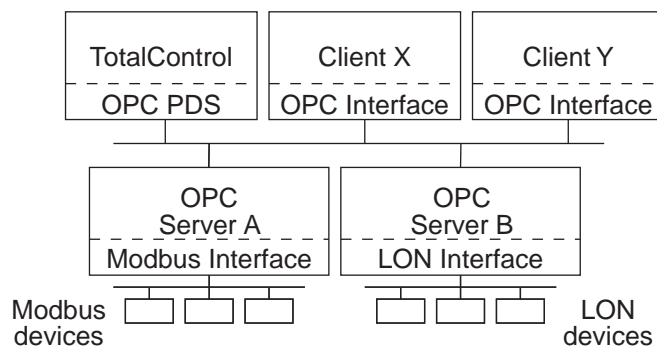 TotalControl
OPC PDS
Client X
OPC Interface
Client Y
OPC Interface
OPC
Server A
Modbus Interface
OPC
Server B
LON Interface
Modbus
devices
LON
devices